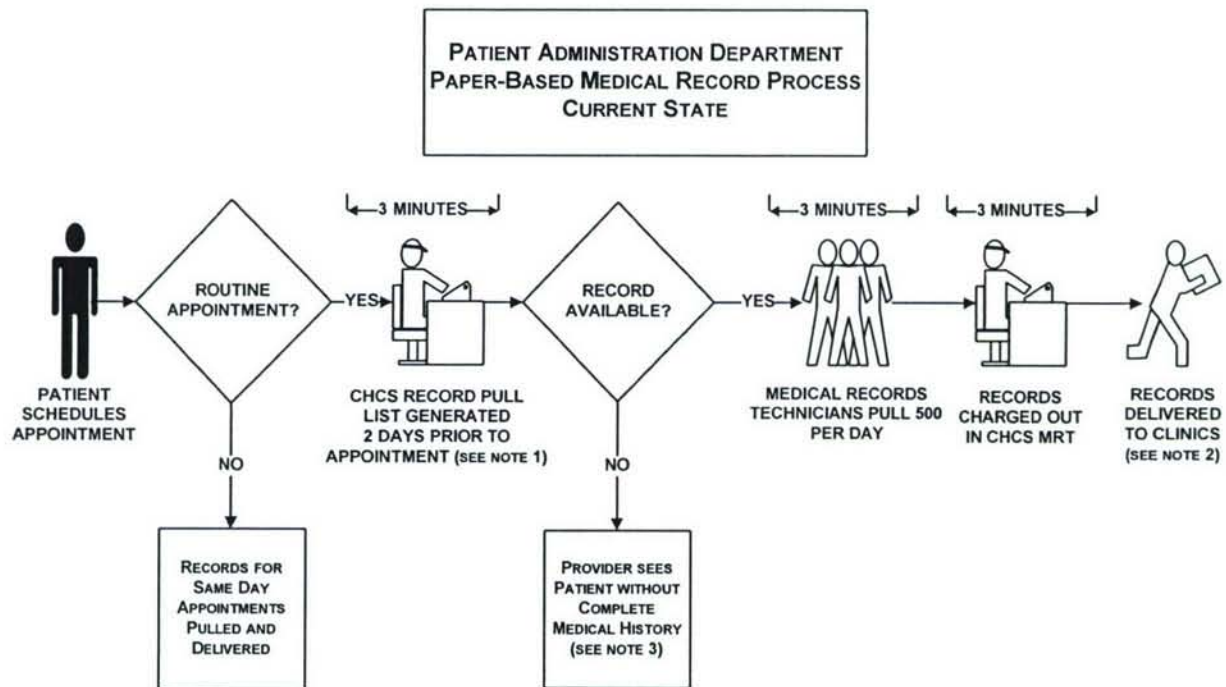 PATIENT ADMINISTRATION DEPARTMENT
PAPER-BASED MEDICAL RECORD PROCESS
CURRENT STATE
PATIENT
SCHEDULES
APPOINTMENT
ROUTINE
APPOINTMENT?
YES
NO
RECORDS FOR
SAME DAY
APPOINTMENTS
PULLED AND
DELIVERED
3 MINUTES
CHCS RECORD PULL
LIST GENERATED
2 DAYS PRIOR TO
APPOINTMENT (SEE NOTE 1)
RECORD
AVAILABLE?
YES
NO
PROVIDER SEES
PATIENT WITHOUT
COMPLETE
MEDICAL HISTORY
(SEE NOTE 3)
3 MINUTES
MEDICAL RECORDS
TECHNICIANS PULL 500
PER DAY
3 MINUTES
RECORDS
CHARGED OUT
IN CHCS MRT
RECORDS
DELIVERED
TO CLINICS
(SEE NOTE 2)